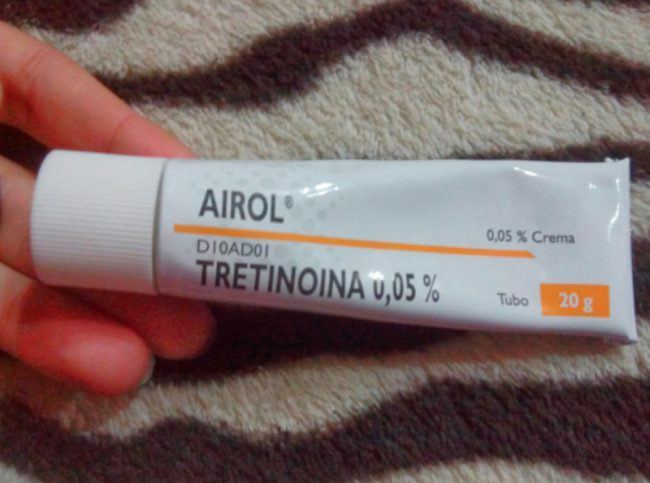 AIROL®
0,05 % Crema
D10AD01
TRETINOINA 0,05 %
Tubo 20 g